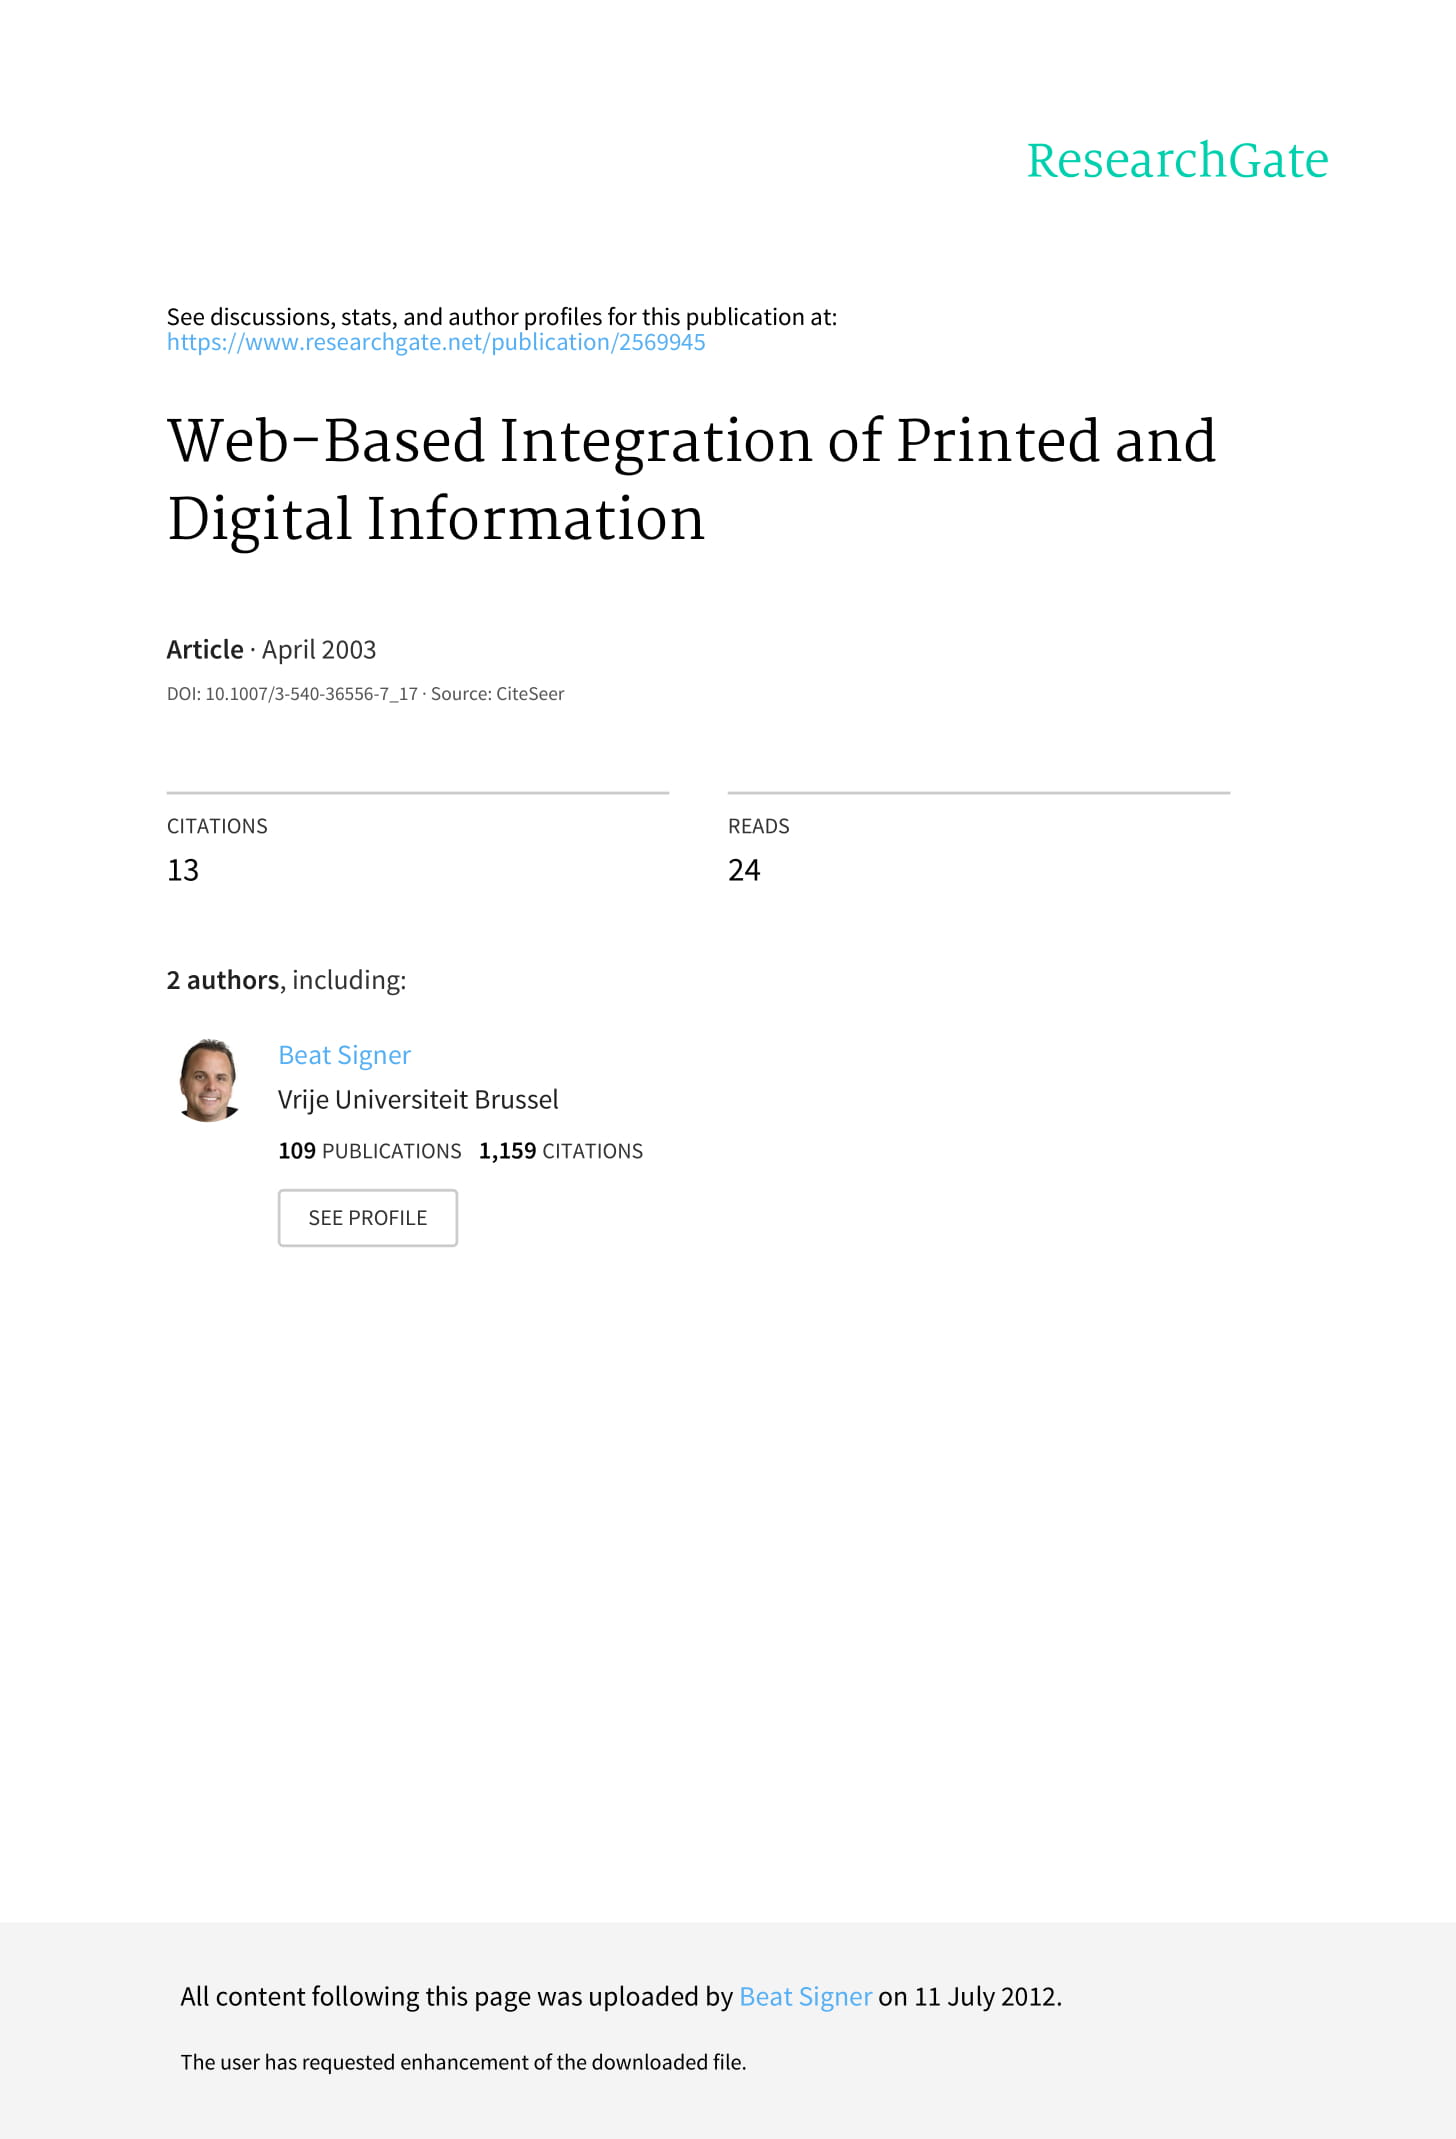 ResearchGate
See discussions, stats, and author profiles for this publication at:
https://www.researchgate.net/publication/2569945
Web-Based Integration of Printed and
Digital Information
Article · April 2003
DOI: 10.1007/3-540-36556-7_17 · Source: CiteSeer
CITATIONS
13
READS
24
2 authors, including:
Beat Signer
Vrije Universiteit Brussel
109 PUBLICATIONS 1,159 CITATIONS
SEE PROFILE
All content following this page was uploaded by Beat Signer on 11 July 2012.
The user has requested enhancement of the downloaded file.